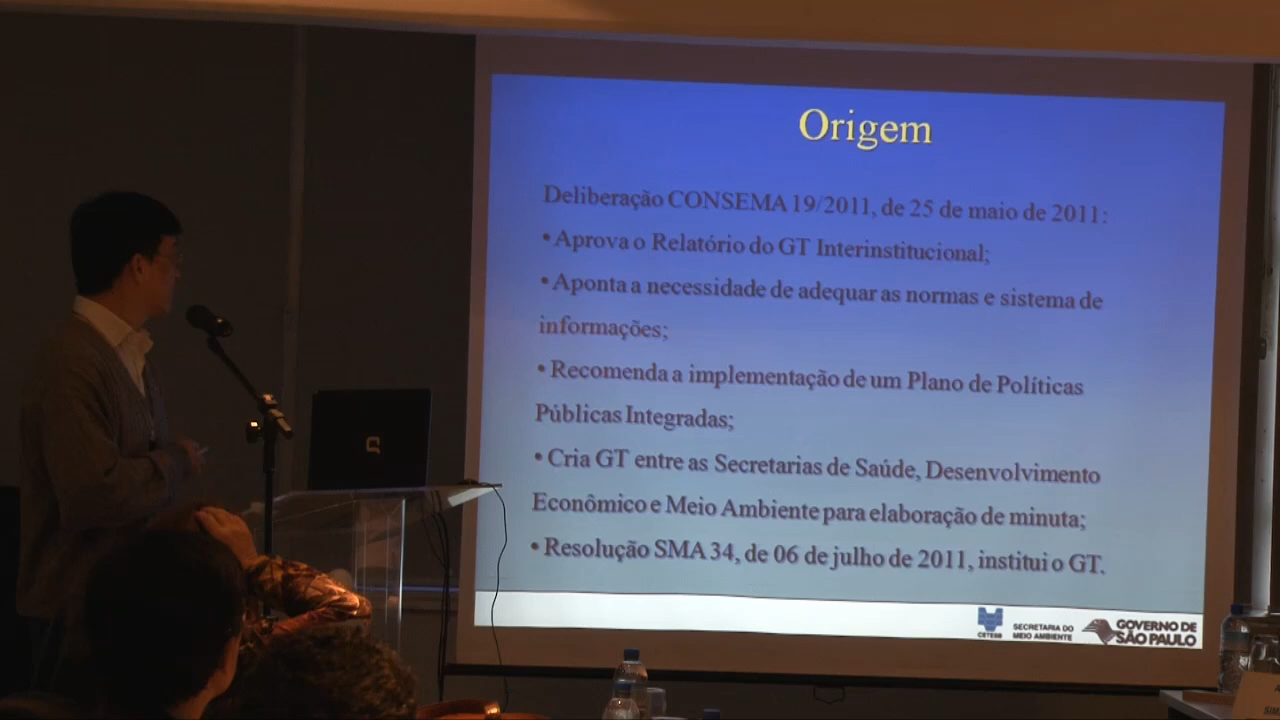 Origem
Deliberação CONSEMA 19/2011, de 25 de maio de 2011:
• Aprova o Relatório do GT Interinstitucional;
• Aponta a necessidade de adequar as normas e sistema de
informações;
• Recomenda a implementação de um Plano de Políticas
Públicas Integradas;
• Cria GT entre as Secretarias de Saúde, Desenvolvimento
Econômico e Meio Ambiente para elaboração de minuta;
• Resolução SMA 34, de 06 de julho de 2011, institui o GT.
CETESB
SECRETARIA DO
MEIO AMBIENTE
GOVERNO DE
SÃO PAULO